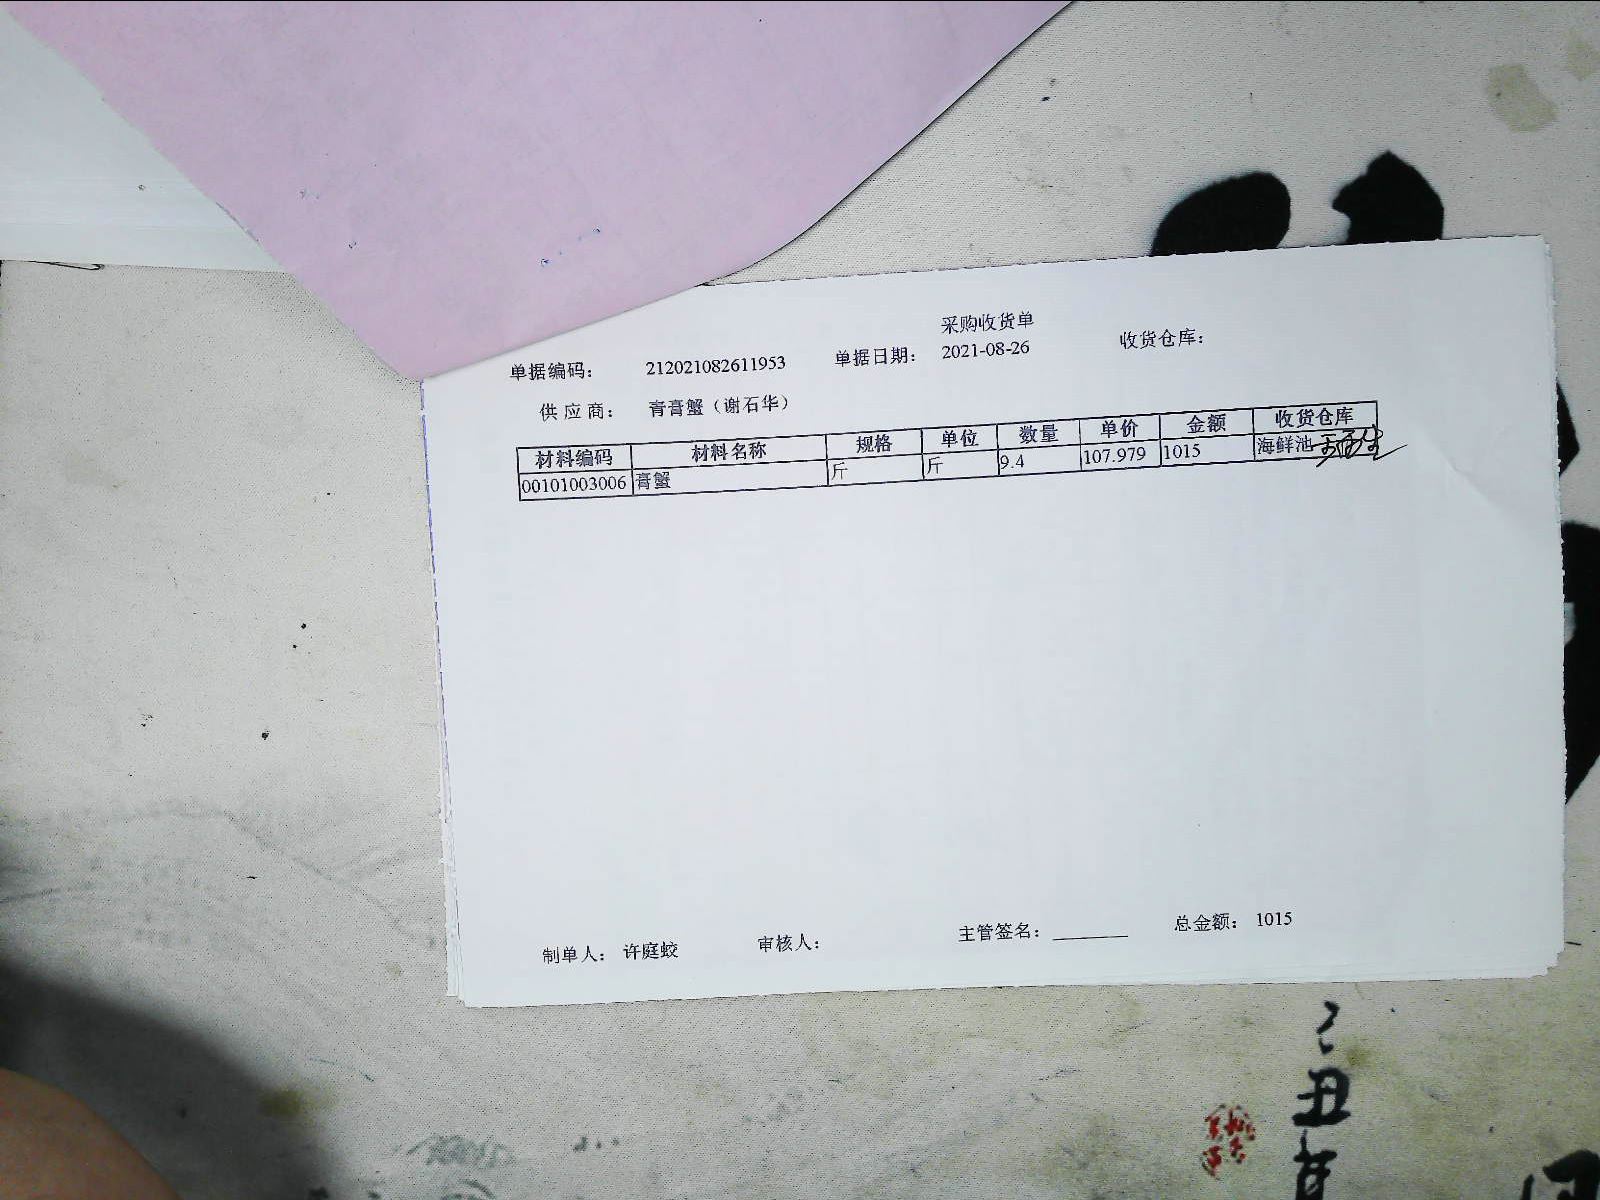 采购收货单
单据编码： 212021082611953 单据日期： 2021-08-26 收货仓库：
供应商： 青膏蟹（谢石华）
材料编码 材料名称 规格 单位 数量 单价 金额 收货仓库
00101003006 膏蟹 斤 斤 9.4 107.979 1015 海鲜池
制单人： 许庭蛟 审核人： 主管签名： 总金额： 1015
丑
年